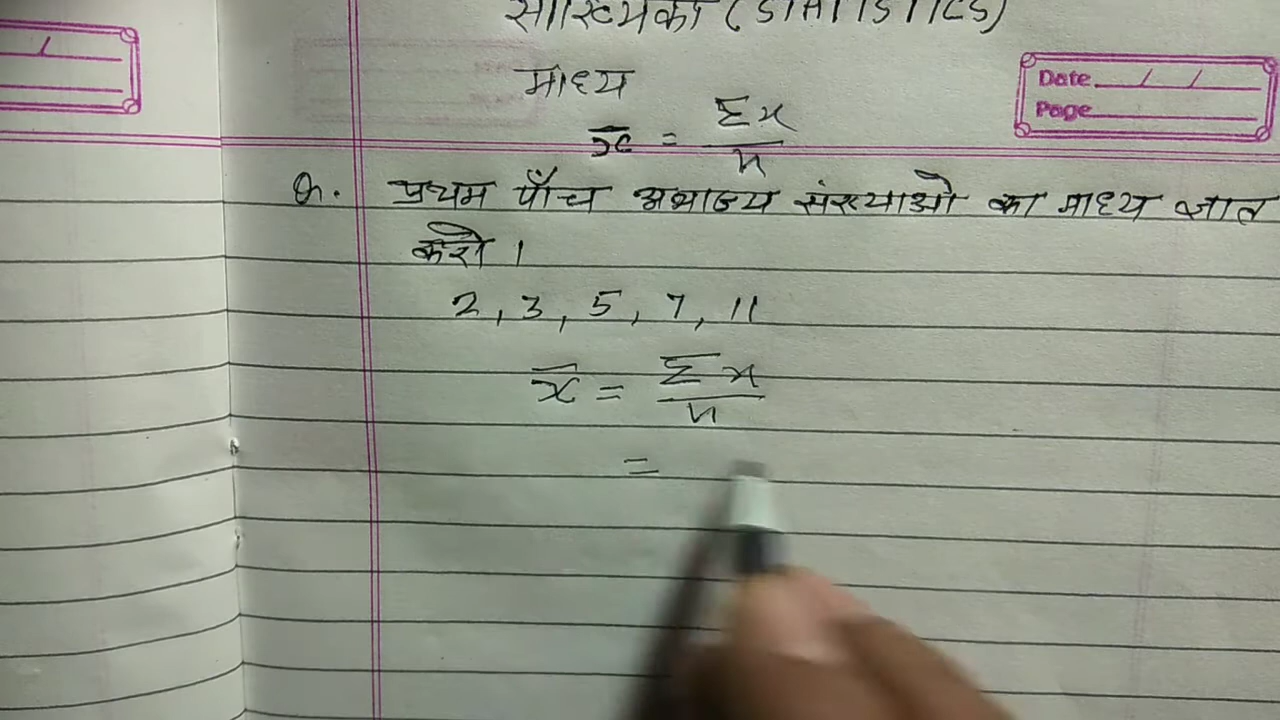 सांख्यिकी (STATISTICS)
माध्य
x̄ = Σx/n
Date / /
Page
Q. प्रथम पाँच अभाज्य संख्याओ का माध्य ज्ञात
करो ।
2, 3, 5, 7, 11
x̄ = Σx/n
=